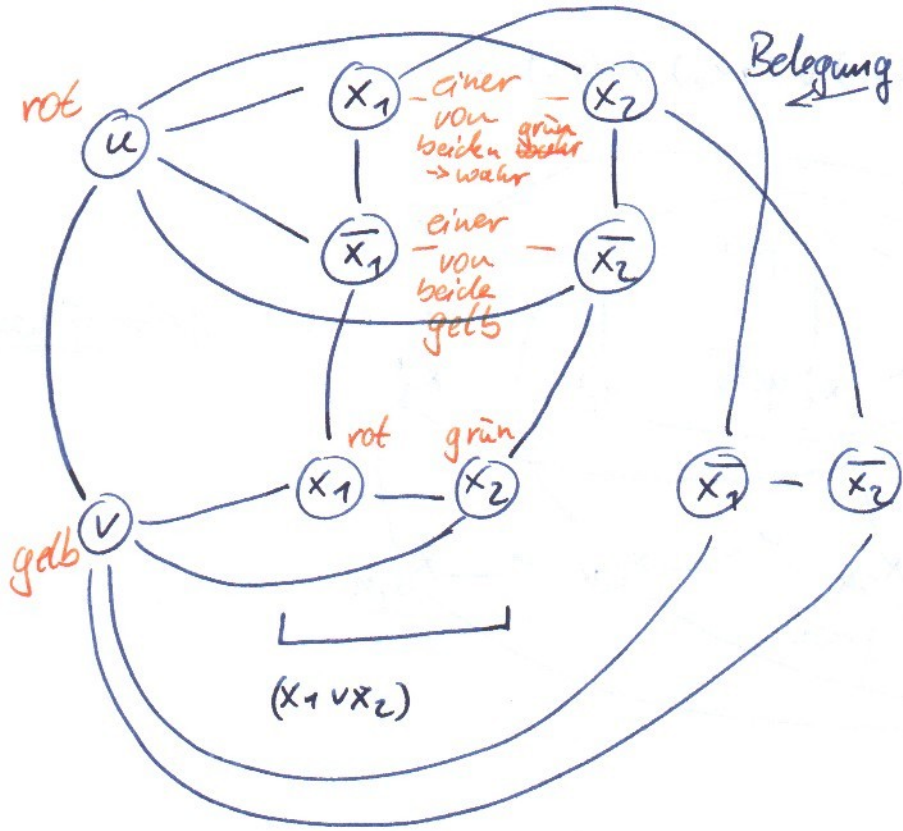 Belegung
rot
u
x₁
einer
von
beiden grün
→ wahr
x₂
x̄₁
einer
von
beide
gelb
x̄₂
rot
grün
x₁
x₂
x̄₁
x̄₂
v
gelb
(x₁ ∨ x₂)